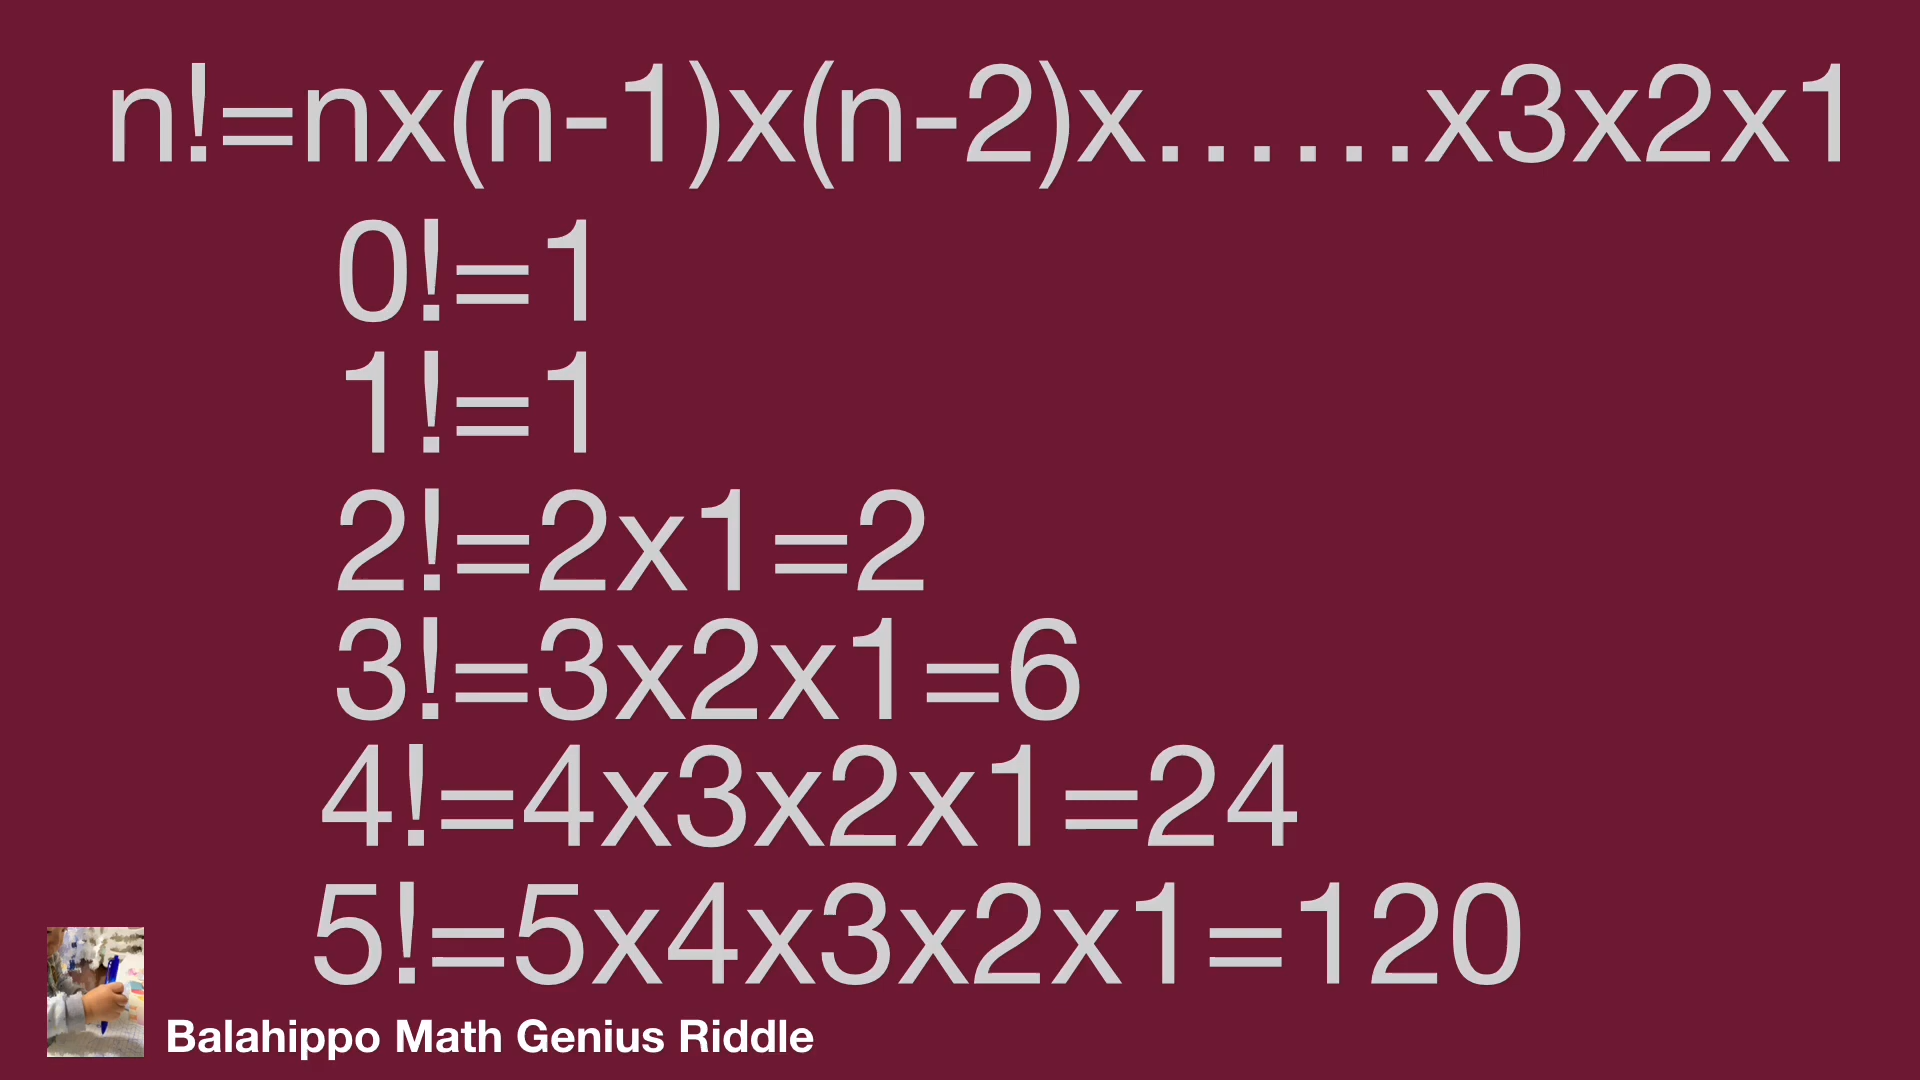 n!=nx(n-1)x(n-2)x......x3x2x1
0!=1
1!=1
2!=2x1=2
3!=3x2x1=6
4!=4x3x2x1=24
5!=5x4x3x2x1=120
Balahippo Math Genius Riddle